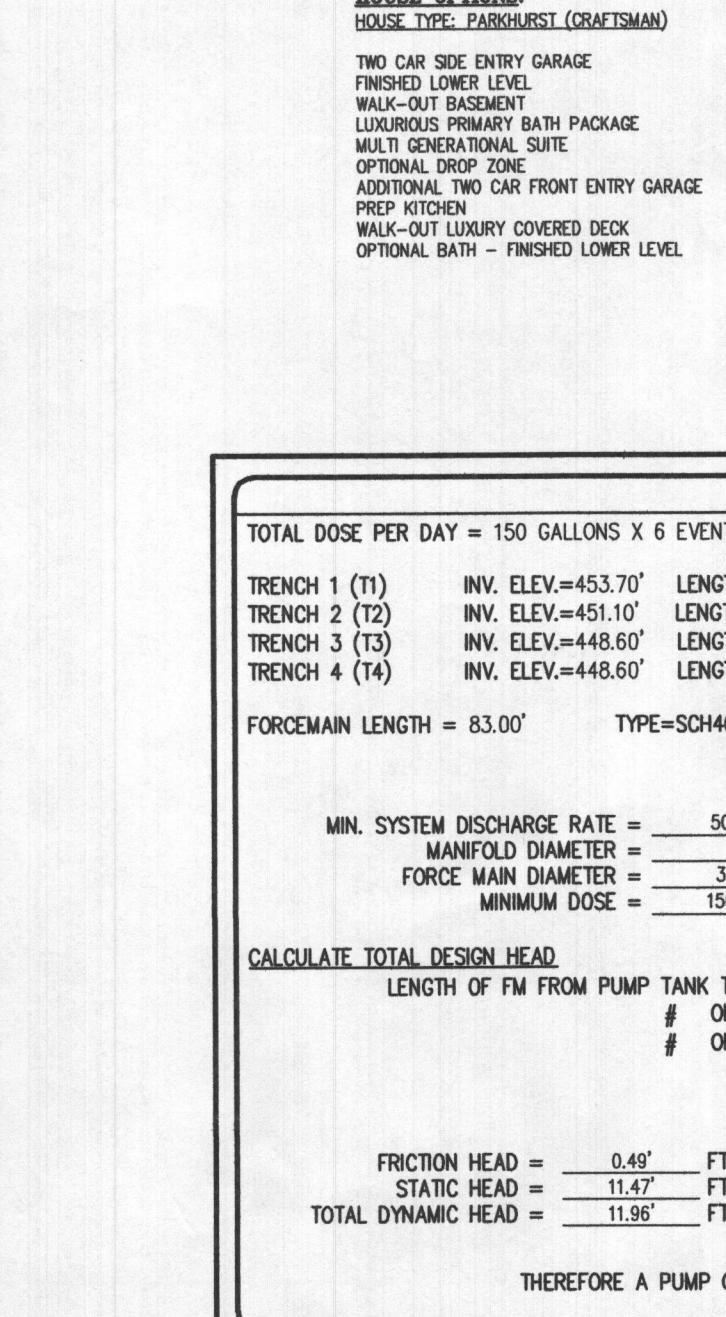 HOUSE OPTIONS:
HOUSE TYPE: PARKHURST (CRAFTSMAN)
TWO CAR SIDE ENTRY GARAGE
FINISHED LOWER LEVEL
WALK-OUT BASEMENT
LUXURIOUS PRIMARY BATH PACKAGE
MULTI GENERATIONAL SUITE
OPTIONAL DROP ZONE
ADDITIONAL TWO CAR FRONT ENTRY GARAGE
PREP KITCHEN
WALK-OUT LUXURY COVERED DECK
OPTIONAL BATH - FINISHED LOWER LEVEL
TOTAL DOSE PER DAY = 150 GALLONS X 6
TRENCH 1 (T1) INV. ELEV.=453.70'
TRENCH 2 (T2) INV. ELEV.=451.10'
TRENCH 3 (T3) INV. ELEV.=448.60'
TRENCH 4 (T4) INV. ELEV.=448.60'
FORCEMAIN LENGTH = 83.00'
MIN. SYSTEM DISCHARGE RATE =
MANIFOLD DIAMETER =
FORCE MAIN DIAMETER =
MINIMUM DOSE =
CALCULATE TOTAL DESIGN HEAD
LENGTH OF FM FROM PUMP TANK
#
#
FRICTION HEAD = 0.49' FT
STATIC HEAD = 11.47' FT
TOTAL DYNAMIC HEAD = 11.96' FT
THEREFORE A PUMP